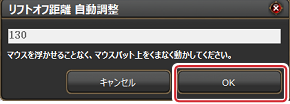 リフトオフ距離 自動調整
130
マウスを浮かせることなく、マウスパット上をくまなく動かしてください。
キャンセル OK